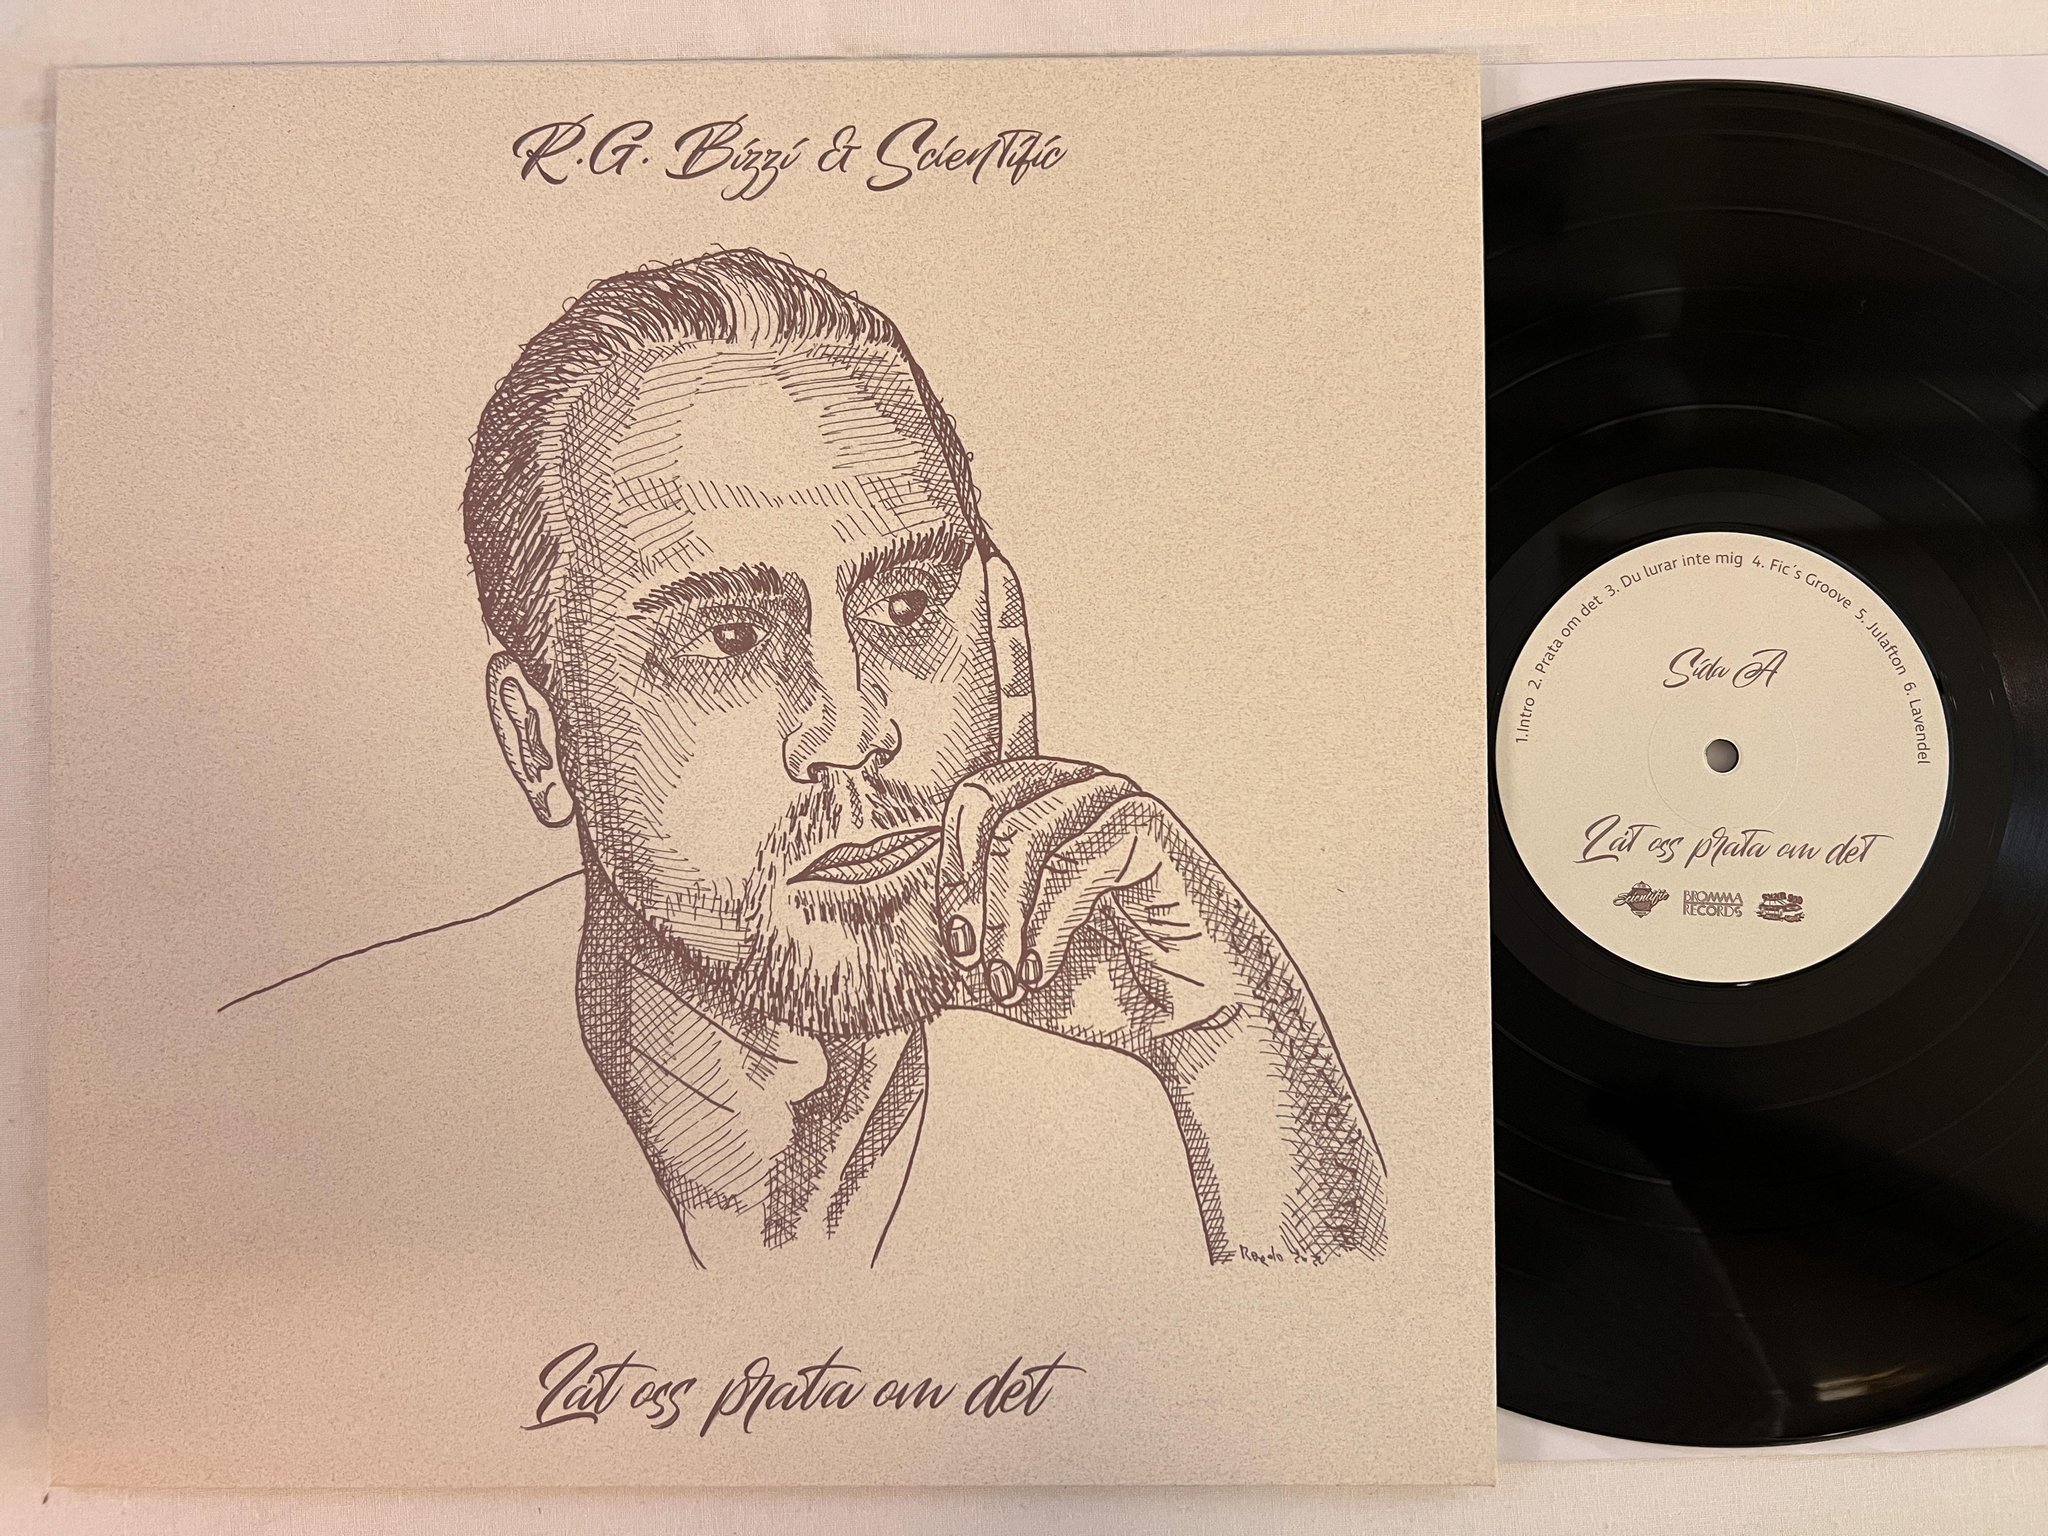 R.G. Bizzi & Scientific
Låt oss prata om det
1.Intro 2. Prata om det 3. Du lurar inte mig 4. Fic´s Groove 5. Julafton 6. Lavendel
Sida A
Låt oss prata om det
Scientific
BROMMA
RECORDS